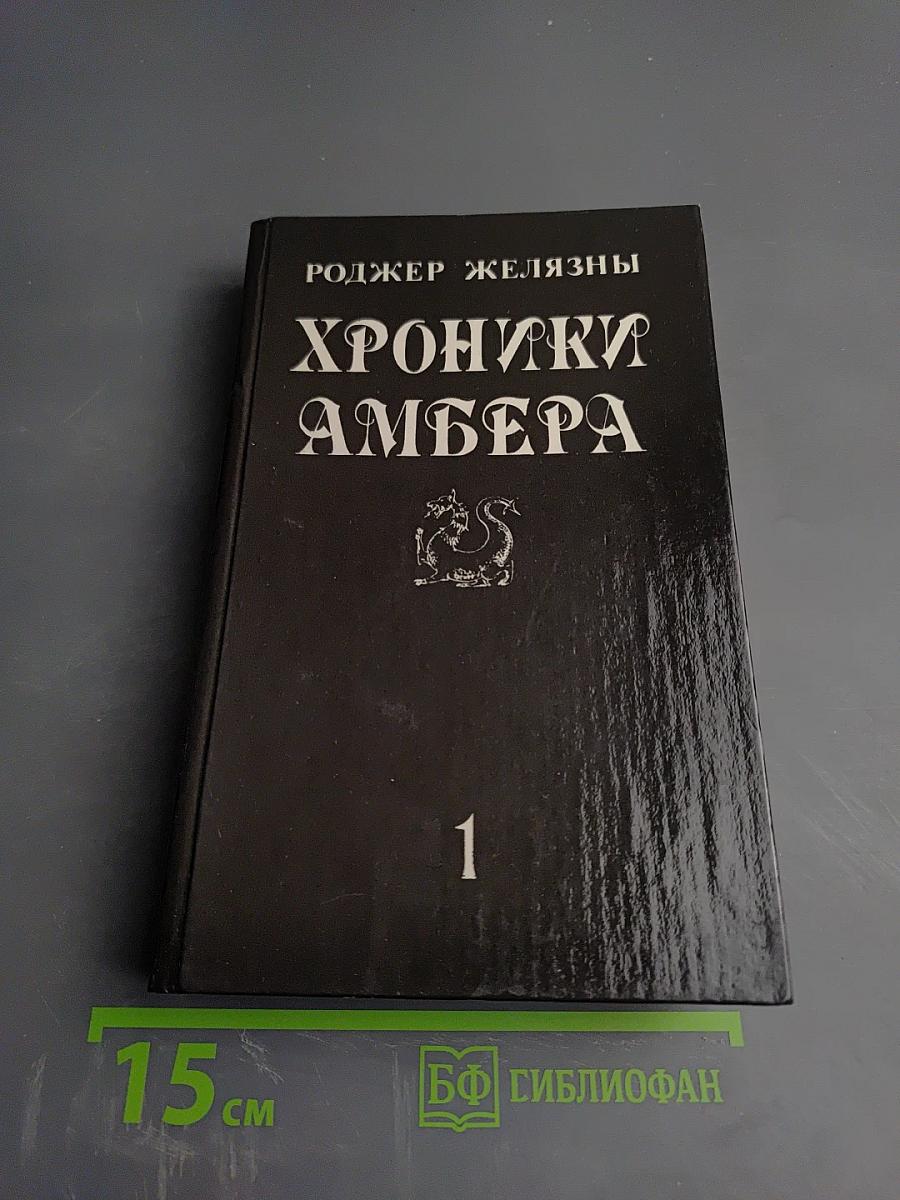 РОДЖЕР ЖЕЛЯЗНЫ
ХРОНИКИ
АМБЕРА
1
15 см
БФ БИБЛИОФАН